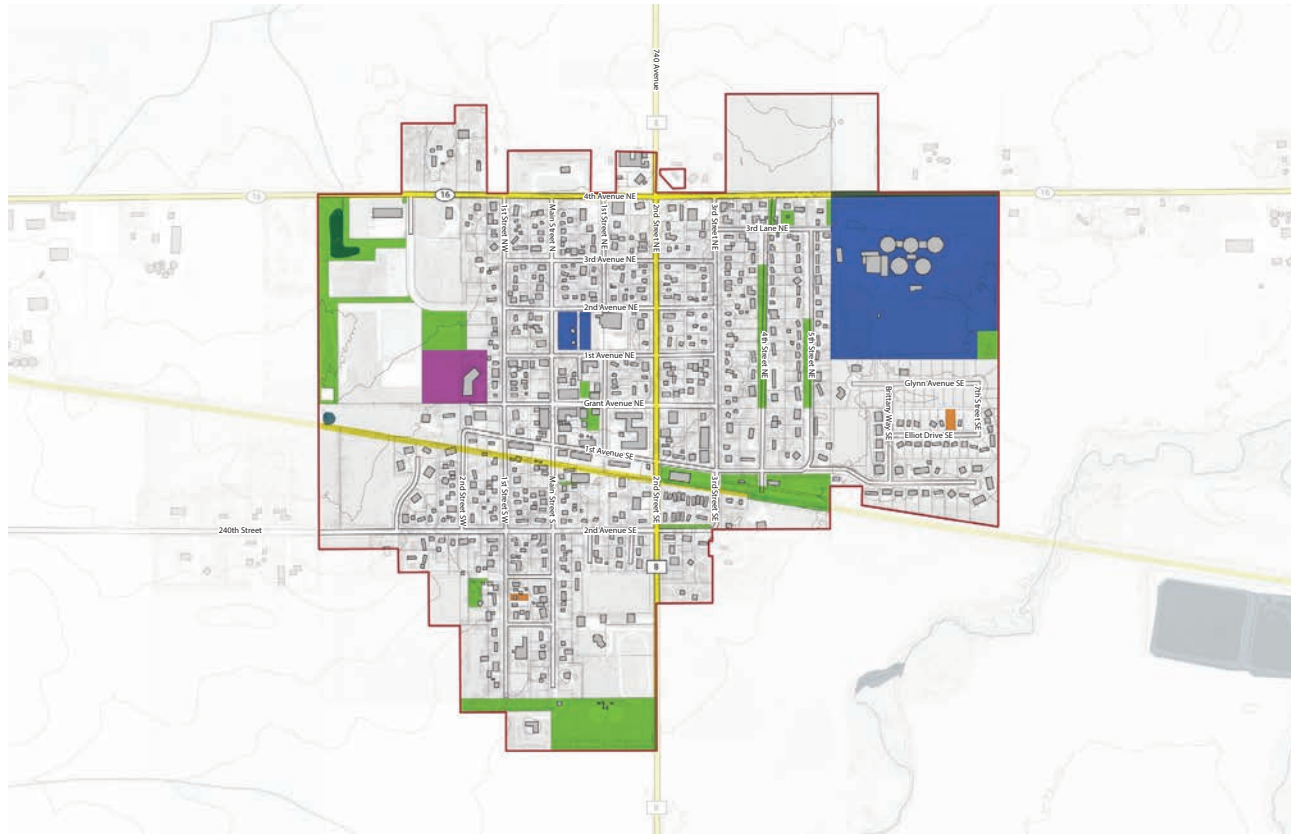 740 Avenue
8
16
16
16
4th Avenue NE
1st Street NW
Main Street N
1st Street NE
2nd Street NE
3rd Street NE
3rd Lane NE
3rd Avenue NE
2nd Avenue NE
4th Street NE
5th Street NE
1st Avenue NE
Glynn Avenue SE
Brittany Way SE
7th Street SE
Grant Avenue NE
Elliot Drive SE
1st Avenue SE
2nd Street SW
1st Street SW
Main Street S
2nd Street SE
3rd Street SE
240th Street
2nd Avenue SE
8
8